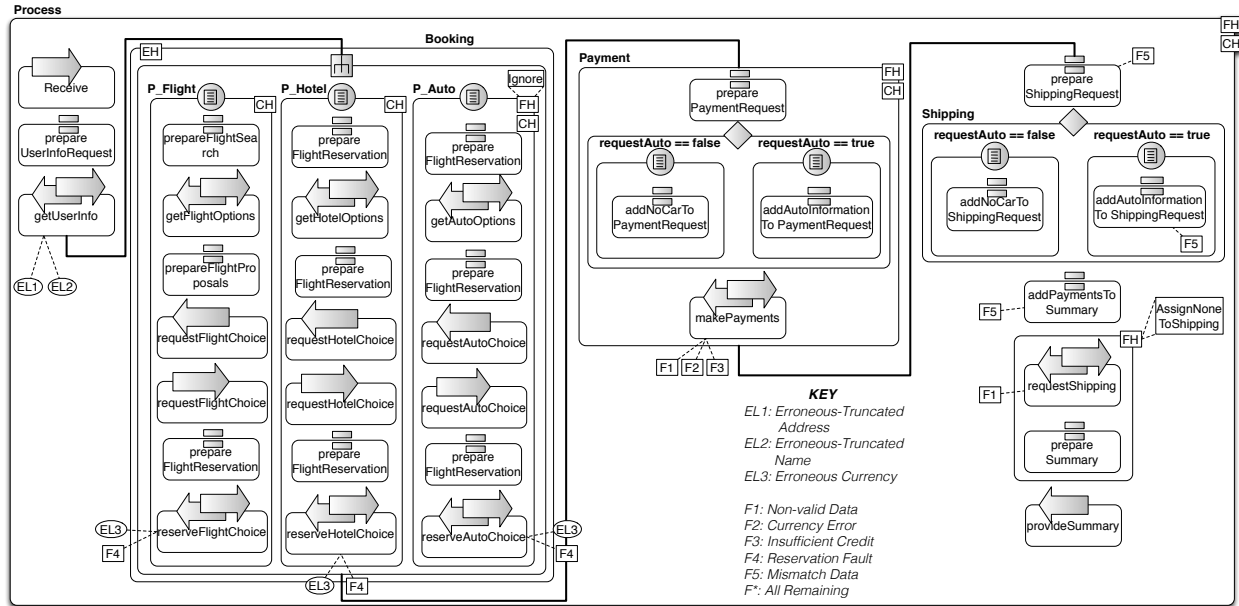 Process
FH
CH
Receive
prepare
UserInfoRequest
getUserInfo
EL1
EL2
Booking
EH
P_Flight
CH
prepareFlightSea
rch
getFlightOptions
prepareFlightPro
posals
requestFlightChoice
requestFlightChoice
prepare
FlightReservation
reserveFlightChoice
EL3
F4
P_Hotel
CH
prepare
FlightReservation
getHotelOptions
prepare
FlightReservation
requestHotelChoice
requestHotelChoice
prepare
FlightReservation
reserveHotelChoice
EL3
F4
P_Auto
Ignore
FH
CH
prepare
FlightReservation
getAutoOptions
prepare
FlightReservation
requestAutoChoice
requestAutoChoice
prepare
FlightReservation
reserveAutoChoice
EL3
F4
Payment
FH
CH
prepare
PaymentRequest
requestAuto == false
requestAuto == true
addNoCarTo
PaymentRequest
addAutoInformation
To PaymentRequest
makePayments
F1
F2
F3
KEY
EL1: Erroneous-Truncated
Address
EL2: Erroneous-Truncated
Name
EL3: Erroneous Currency
F1: Non-valid Data
F2: Currency Error
F3: Insufficient Credit
F4: Reservation Fault
F5: Mismatch Data
F*: All Remaining
prepare
ShippingRequest
F5
Shipping
requestAuto == false
requestAuto == true
addNoCarTo
ShippingRequest
addAutoInformation
To ShippingRequest
F5
addPaymentsTo
Summary
F5
AssignNone
ToShipping
FH
requestShipping
F1
prepare
Summary
provideSummary